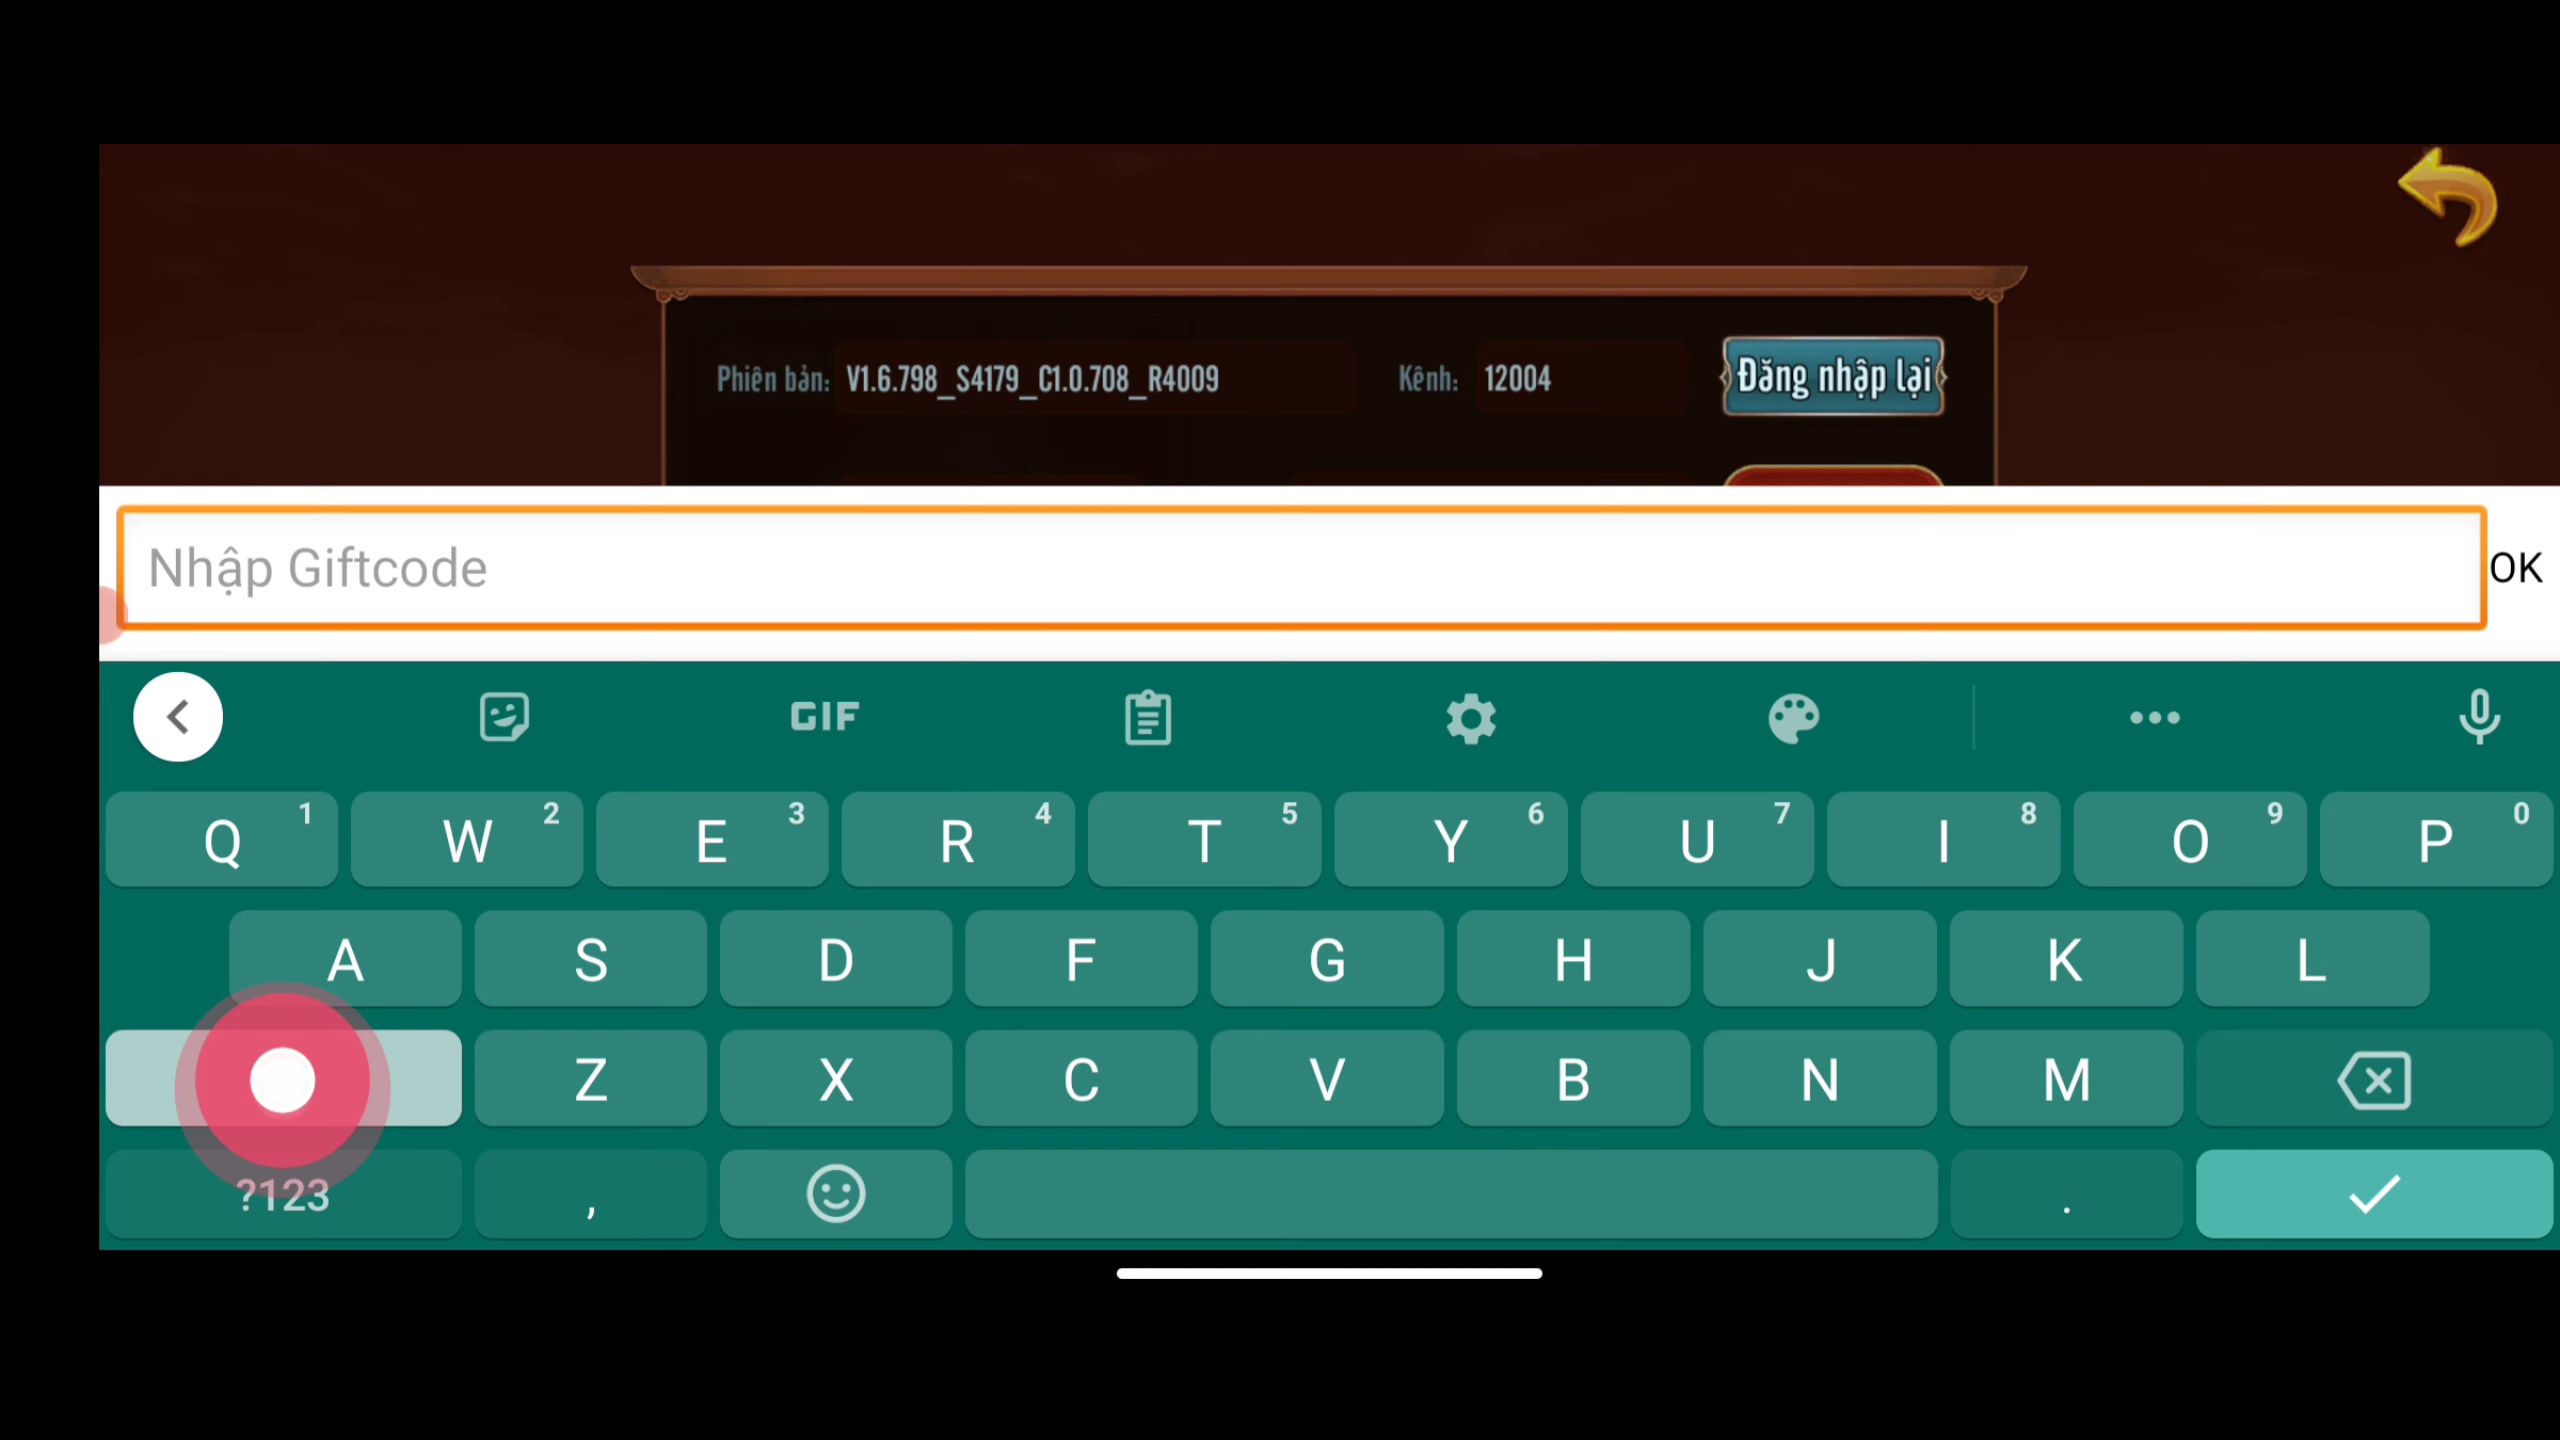 Phiên bản: V1.6.798_S4179_C1.0.708_R4009 Kênh: 12004 Đăng nhập lại
Nhập Giftcode OK
GIF
Q 1 W 2 E 3 R 4 T 5 Y 6 U 7 I 8 O 9 P 0
A S D F G H J K L
Z X C V B N M
?123 , .